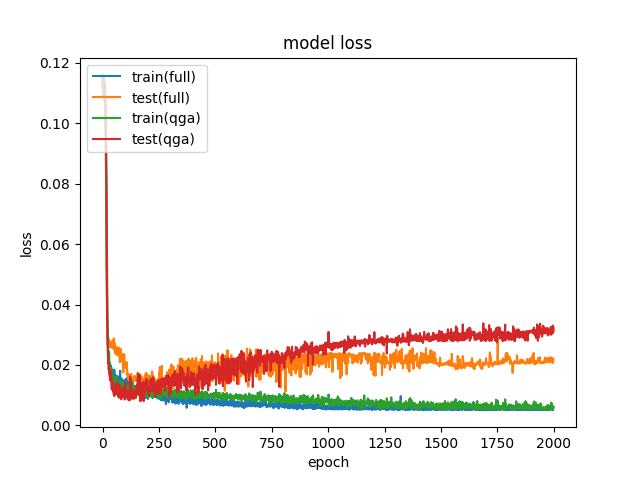 model loss
0.12
0.10
0.08
0.06
0.04
0.02
0.00
loss
train(full)
test(full)
train(qga)
test(qga)
0 250 500 750 1000 1250 1500 1750 2000
epoch